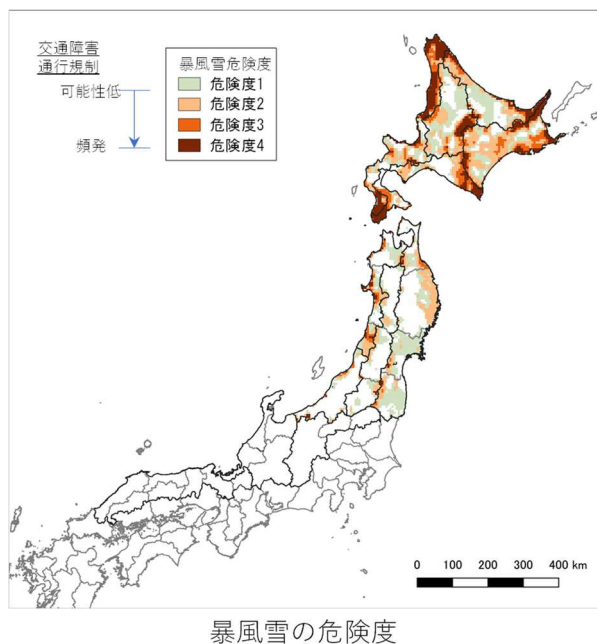 交通障害
通行規制
可能性低
頻発
暴風雪危険度
危険度1
危険度2
危険度3
危険度4
0 100 200 300 400 km
暴風雪の危険度